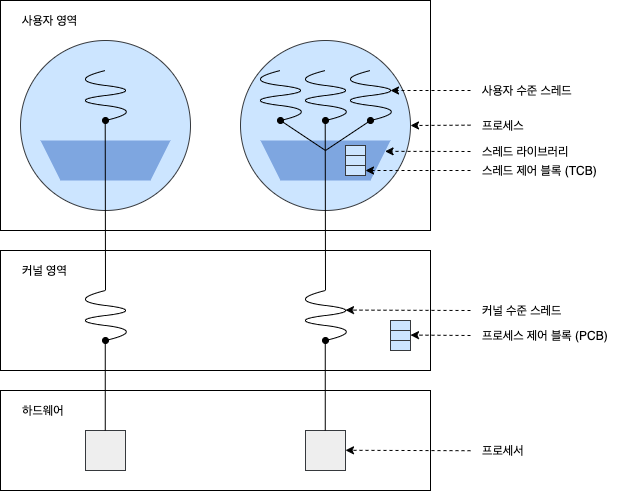 사용자 영역
사용자 수준 스레드
프로세스
스레드 라이브러리
스레드 제어 블록 (TCB)
커널 영역
커널 수준 스레드
프로세스 제어 블록 (PCB)
하드웨어
프로세서